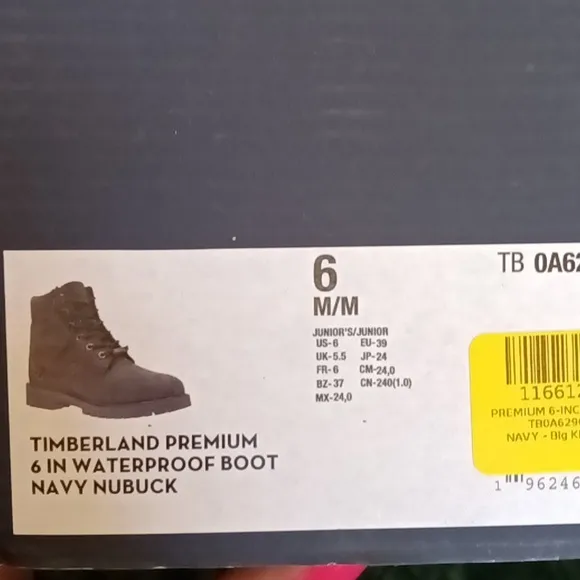 6
M/M
JUNIOR'S/JUNIOR
US-6 EU-39
UK-5.5 JP-24
FR-6 CM-24,0
BZ-37 CN-240(1.0)
MX-24,0
TIMBERLAND PREMIUM
6 IN WATERPROOF BOOT
NAVY NUBUCK
TB 0A62
11661
PREMIUM 6-INC
TB0A629
NAVY - Big K
1 96246